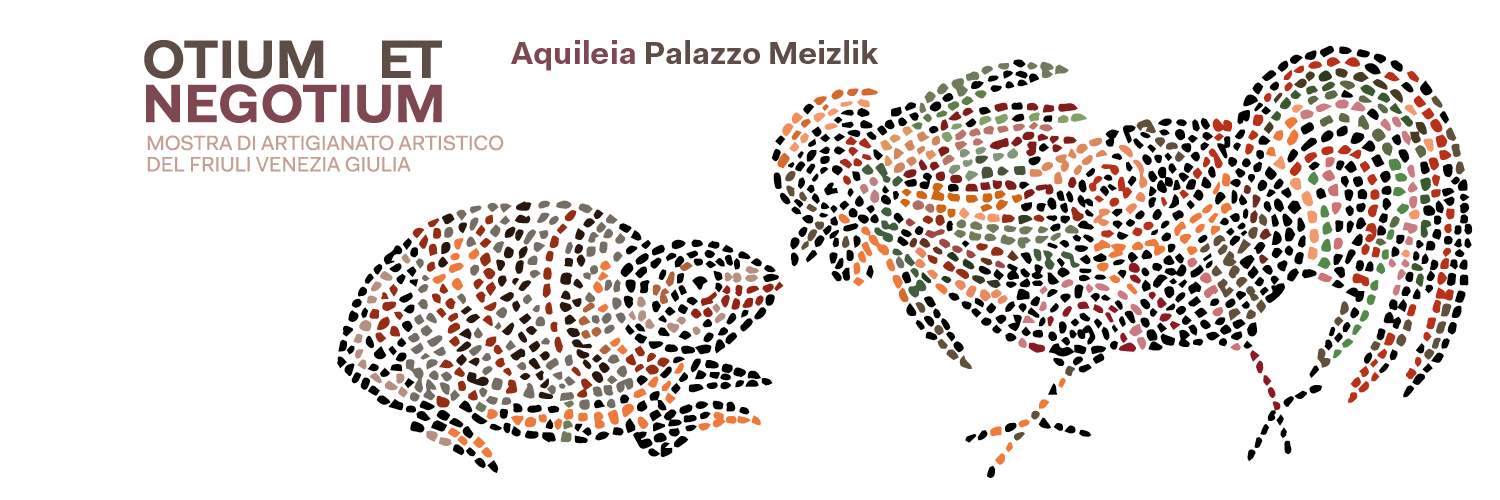 OTIUM ET
NEGOTIUM
MOSTRA DI ARTIGIANATO ARTISTICO
DEL FRIULI VENEZIA GIULIA
Aquileia Palazzo Meizlik